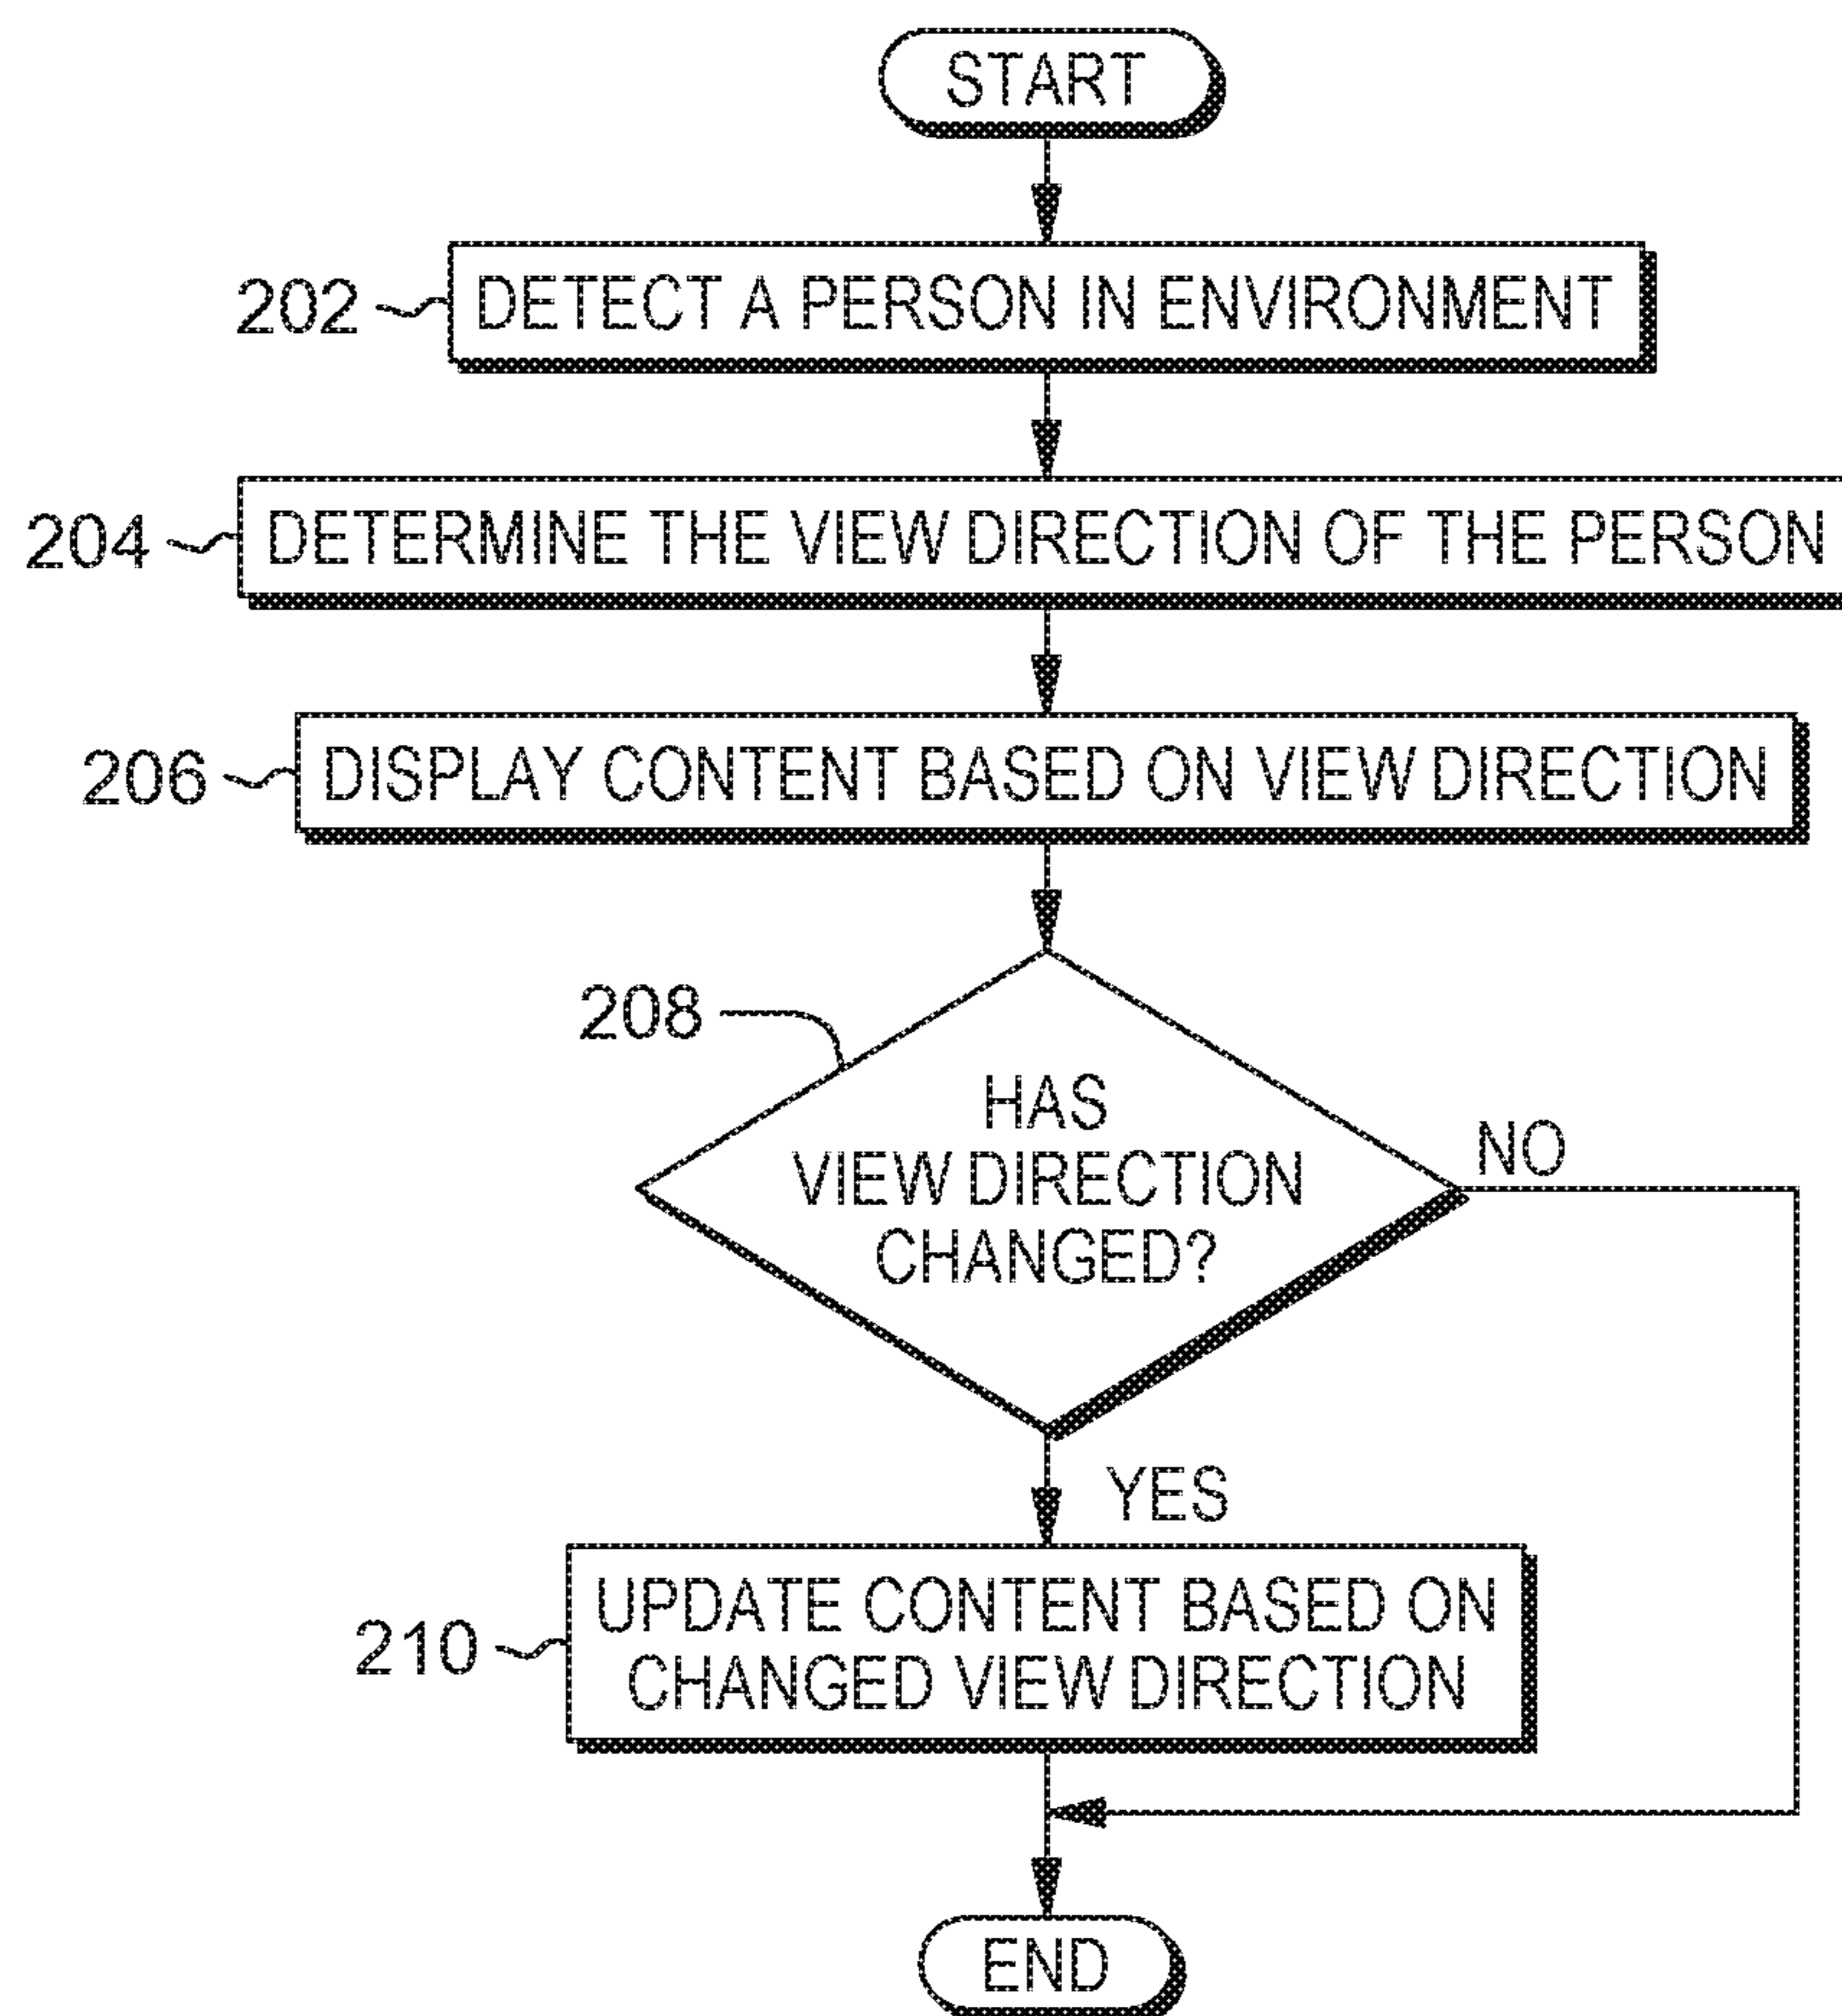 START
202 DETECT A PERSON IN ENVIRONMENT
204 DETERMINE THE VIEW DIRECTION OF THE PERSON
206 DISPLAY CONTENT BASED ON VIEW DIRECTION
208
HAS
VIEW DIRECTION
CHANGED?
NO
YES
210
UPDATE CONTENT BASED ON
CHANGED VIEW DIRECTION
END